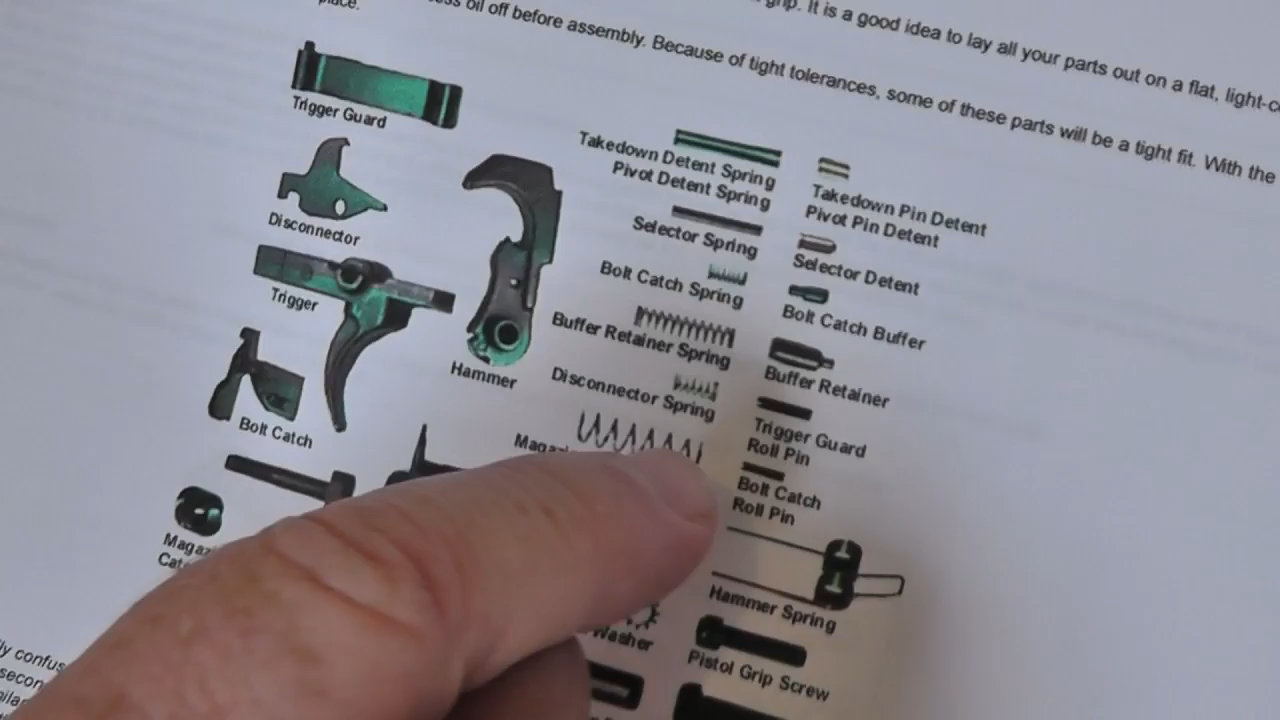 grip. It is a good idea to lay all your parts out on a flat,
place.
oil off before assembly. Because of tight tolerances, some of these parts will be a tight fit. With the
Trigger Guard
Takedown Detent Spring
Pivot Detent Spring
Takedown Pin Detent
Pivot Pin Detent
Disconnector
Selector Spring
Selector Detent
Trigger
Bolt Catch Spring
Bolt Catch Buffer
Buffer Retainer Spring
Buffer Retainer
Hammer
Disconnector Spring
Trigger Guard
Roll Pin
Bolt Catch
Bolt Catch
Roll Pin
Hammer Spring
Washer
Pistol Grip Screw